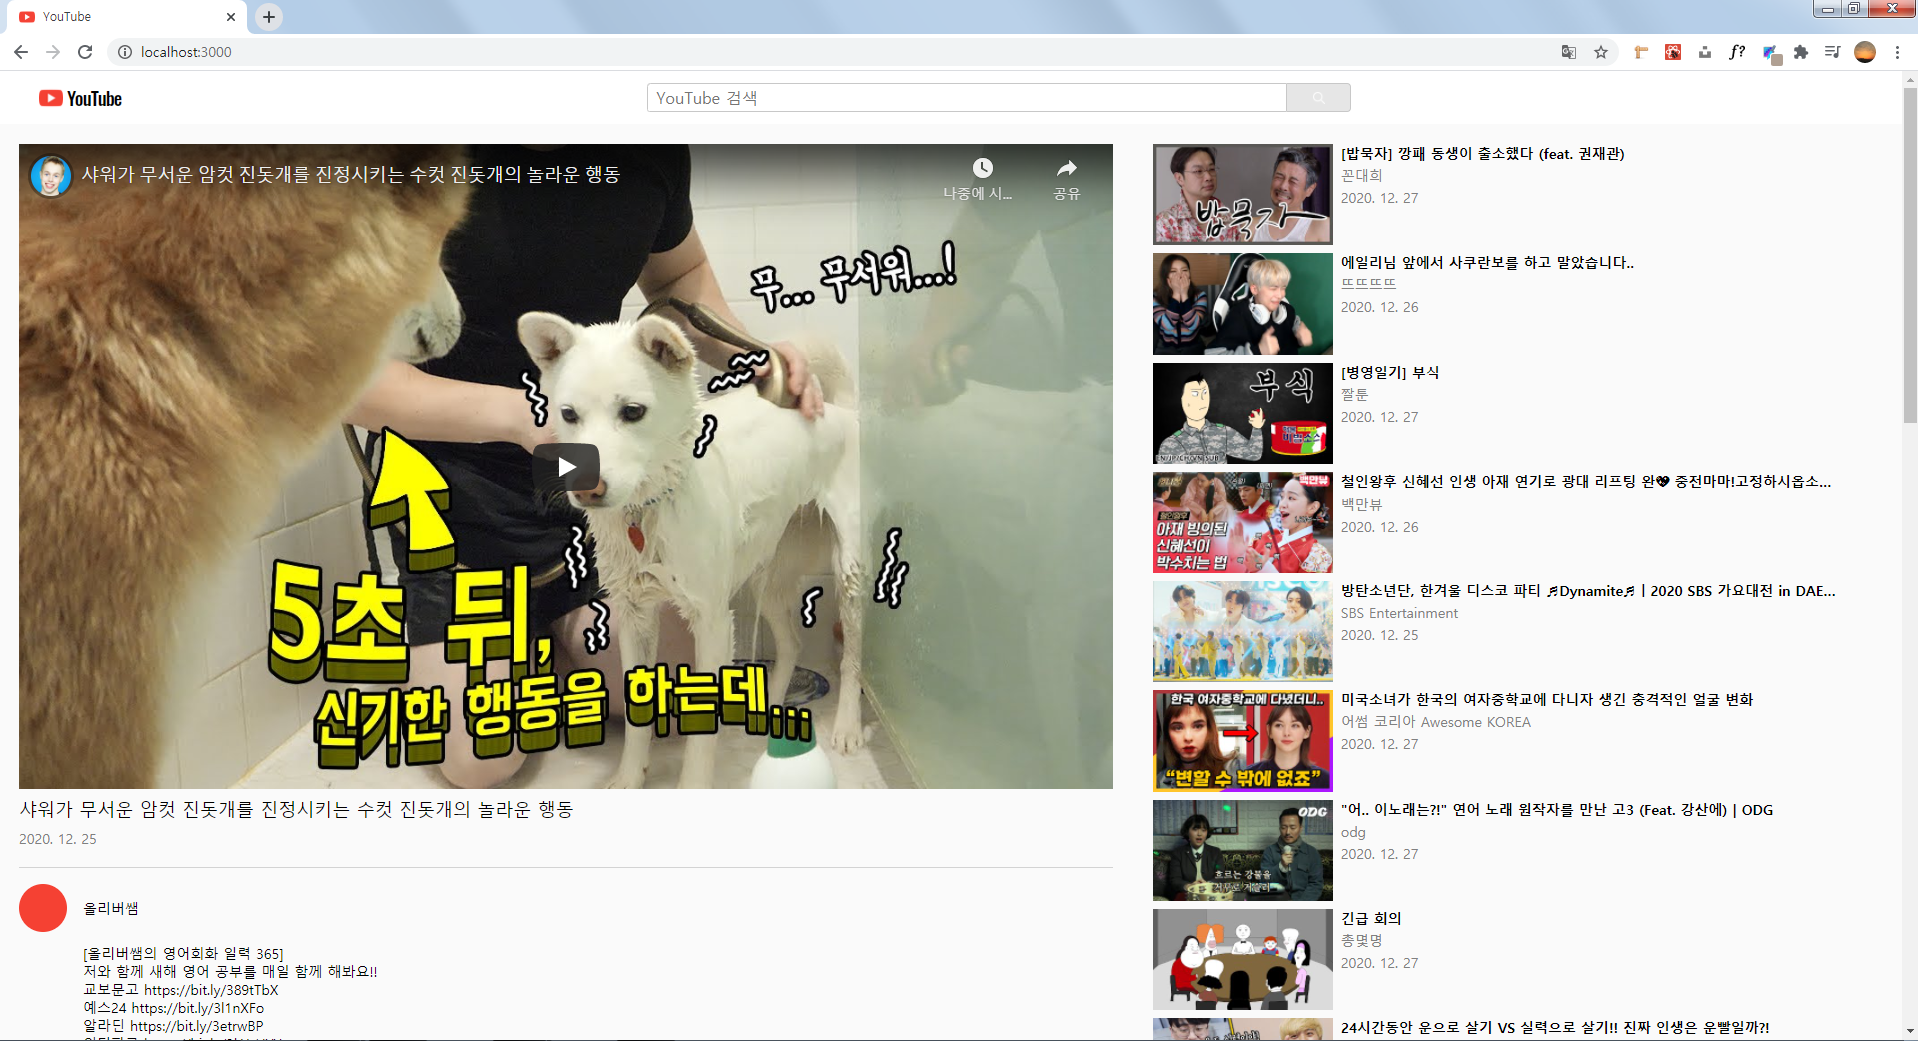 YouTube
localhost:3000
f?
YouTube
YouTube 검색
샤워가 무서운 암컷 진돗개를 진정시키는 수컷 진돗개의 놀라운 행동
나중에 시...
공유
무... 무서워...!
5초 뒤,
신기한 행동을 하는데...
샤워가 무서운 암컷 진돗개를 진정시키는 수컷 진돗개의 놀라운 행동
2020. 12. 25
올리버쌤
[올리버쌤의 영어회화 일력 365]
저와 함께 새해 영어 공부를 매일 함께 해봐요!!
교보문고 https://bit.ly/389tTbX
예스24 https://bit.ly/3l1nXFo
알라딘 https://bit.ly/3etrwBP
밥묵자
[밥묵자] 깡패 동생이 출소했다 (feat. 권재관)
꼰대희
2020. 12. 27
에일리님 앞에서 사쿠란보를 하고 말았습니다..
뜨뜨뜨뜨
2020. 12. 26
부식
EN/JP/CH/VN SUB
[병영일기] 부식
짤툰
2020. 12. 27
백만뷰
아재 빙의된
신혜선이
박수치는 법
철인왕후 신혜선 인생 아재 연기로 광대 리프팅 완💖 중전마마!고정하시옵소...
백만뷰
2020. 12. 26
방탄소년단, 한겨울 디스코 파티 ♬Dynamite♬ | 2020 SBS 가요대전 in DAE...
SBS Entertainment
2020. 12. 25
한국 여자중학교에 다녔더니..
“변할 수 밖에 없죠”
미국소녀가 한국의 여자중학교에 다니자 생긴 충격적인 얼굴 변화
어썸 코리아 Awesome KOREA
2020. 12. 27
ODG
흐르는 강물을
거꾸로 거슬러
"어.. 이노래는?!" 연어 노래 원작자를 만난 고3 (Feat. 강산에) | ODG
odg
2020. 12. 27
긴급 회의
총몇명
2020. 12. 27
24시간동안 운으로 살기 VS 실력으로 살기!! 진짜 인생은 운빨일까?!